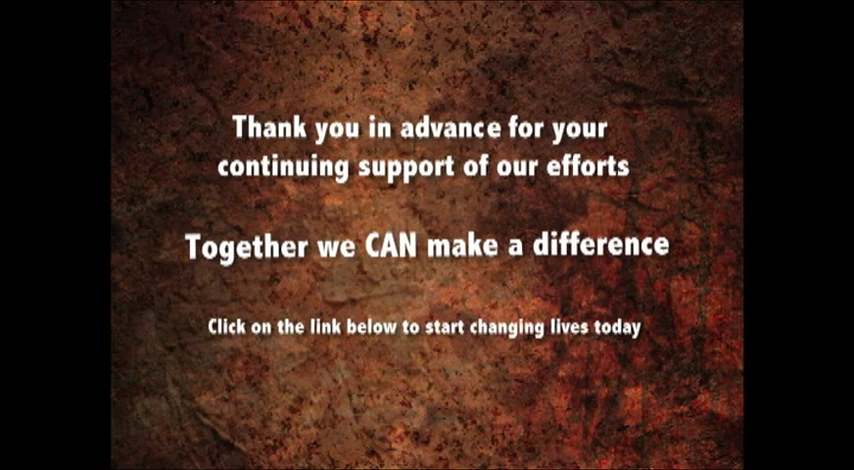 Thank you in advance for your
continuing support of our efforts
Together we CAN make a difference
Click on the link below to start changing lives today